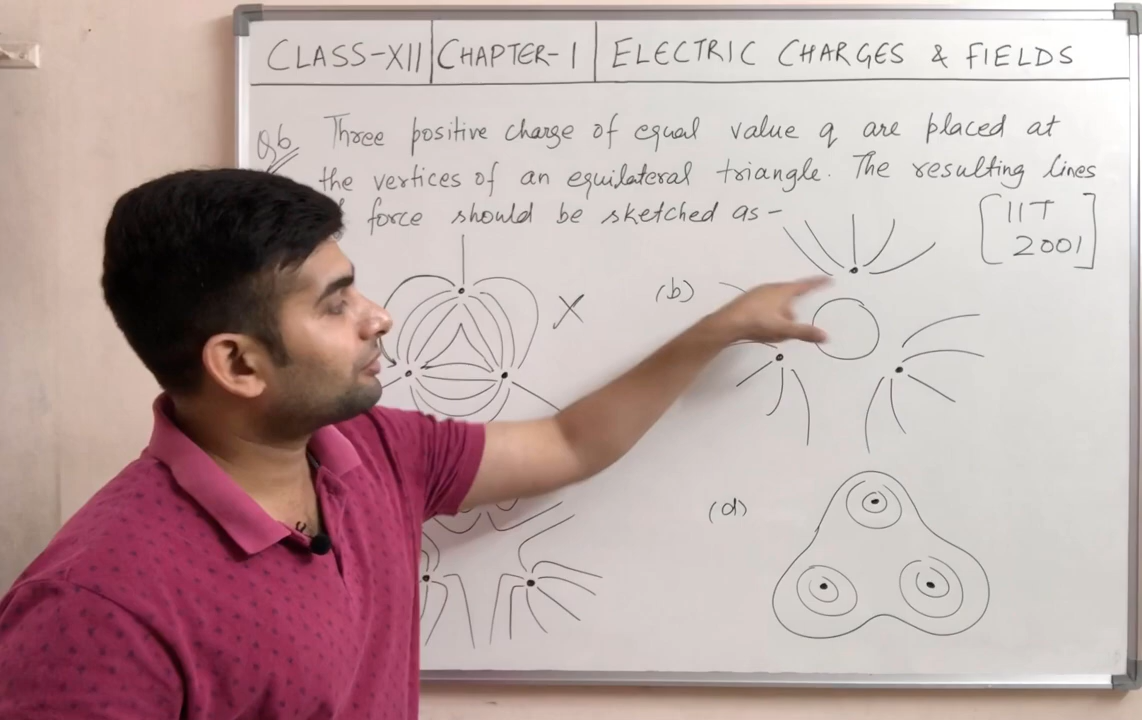 CLASS-XII CHAPTER-1 ELECTRIC CHARGES & FIELDS
Q6 Three positive charge of equal value q are placed at
the vertices of an equilateral triangle. The resulting lines
force should be sketched as-
[IIT
2001]
X
(b)
(d)